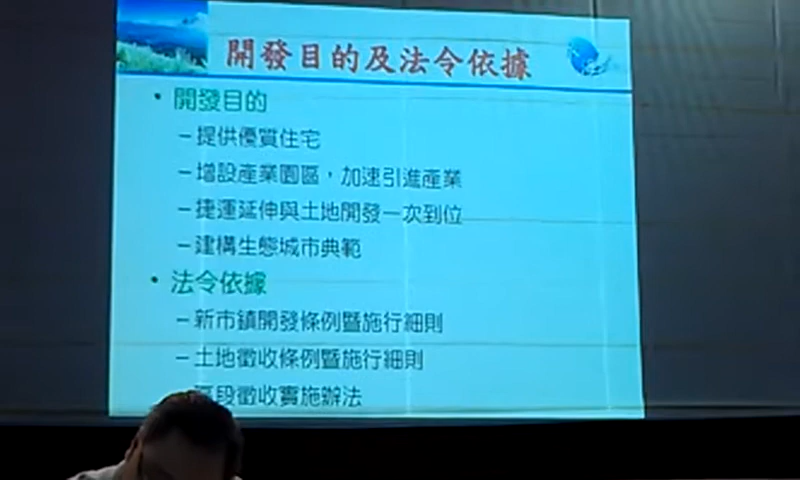 開發目的及法令依據
• 開發目的
– 提供優質住宅
– 增設產業園區，加速引進產業
– 捷運延伸與土地開發一次到位
– 建構生態城市典範
• 法令依據
– 新市鎮開發條例暨施行細則
– 土地徵收條例暨施行細則
– 段徵收實施辦法